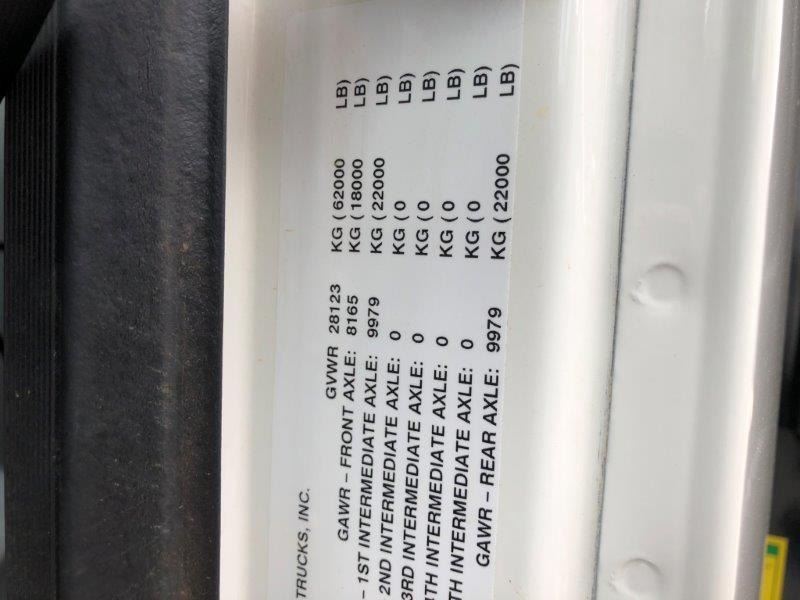 TRUCKS, INC.
GVWR 28123 KG ( 62000 LB)
GAWR – FRONT AXLE: 8165 KG ( 18000 LB)
– 1ST INTERMEDIATE AXLE: 9979 KG ( 22000 LB)
2ND INTERMEDIATE AXLE: 0 KG ( 0 LB)
3RD INTERMEDIATE AXLE: 0 KG ( 0 LB)
4TH INTERMEDIATE AXLE: 0 KG ( 0 LB)
TH INTERMEDIATE AXLE: 0 KG ( 0 LB)
GAWR – REAR AXLE: 9979 KG ( 22000 LB)